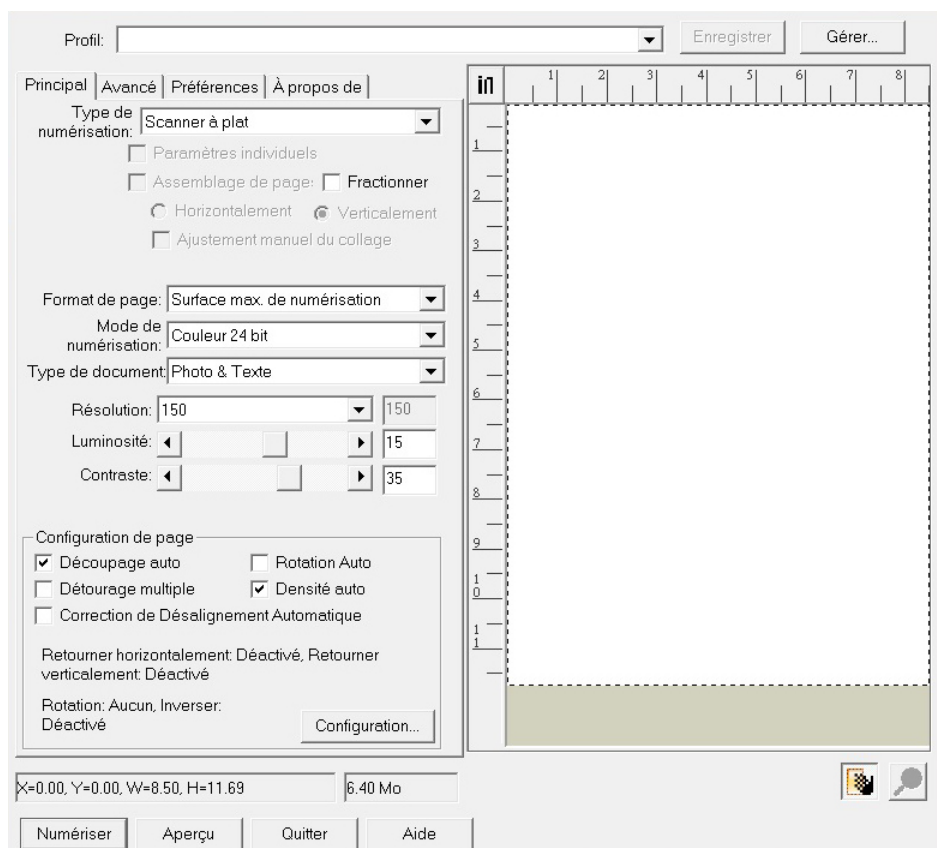 Profil:
Enregistrer
Gérer...
Principal Avancé Préférences À propos de
Type de
numérisation: Scanner à plat
Paramètres individuels
Assemblage de page: Fractionner
Horizontalement Verticalement
Ajustement manuel du collage
Format de page: Surface max. de numérisation
Mode de
numérisation: Couleur 24 bit
Type de document: Photo & Texte
Résolution: 150 150
Luminosité: 15
Contraste: 35
Configuration de page
Découpage auto Rotation Auto
Détourage multiple Densité auto
Correction de Désalignement Automatique
Retourner horizontalement: Déactivé, Retourner
verticalement: Déactivé
Rotation: Aucun, Inverser:
Déactivé
Configuration...
in 1 2 3 4 5 6 7 8
1
2
3
4
5
6
7
8
9
10
11
X=0.00, Y=0.00, W=8.50, H=11.69 6.40 Mo
Numériser Aperçu Quitter Aide